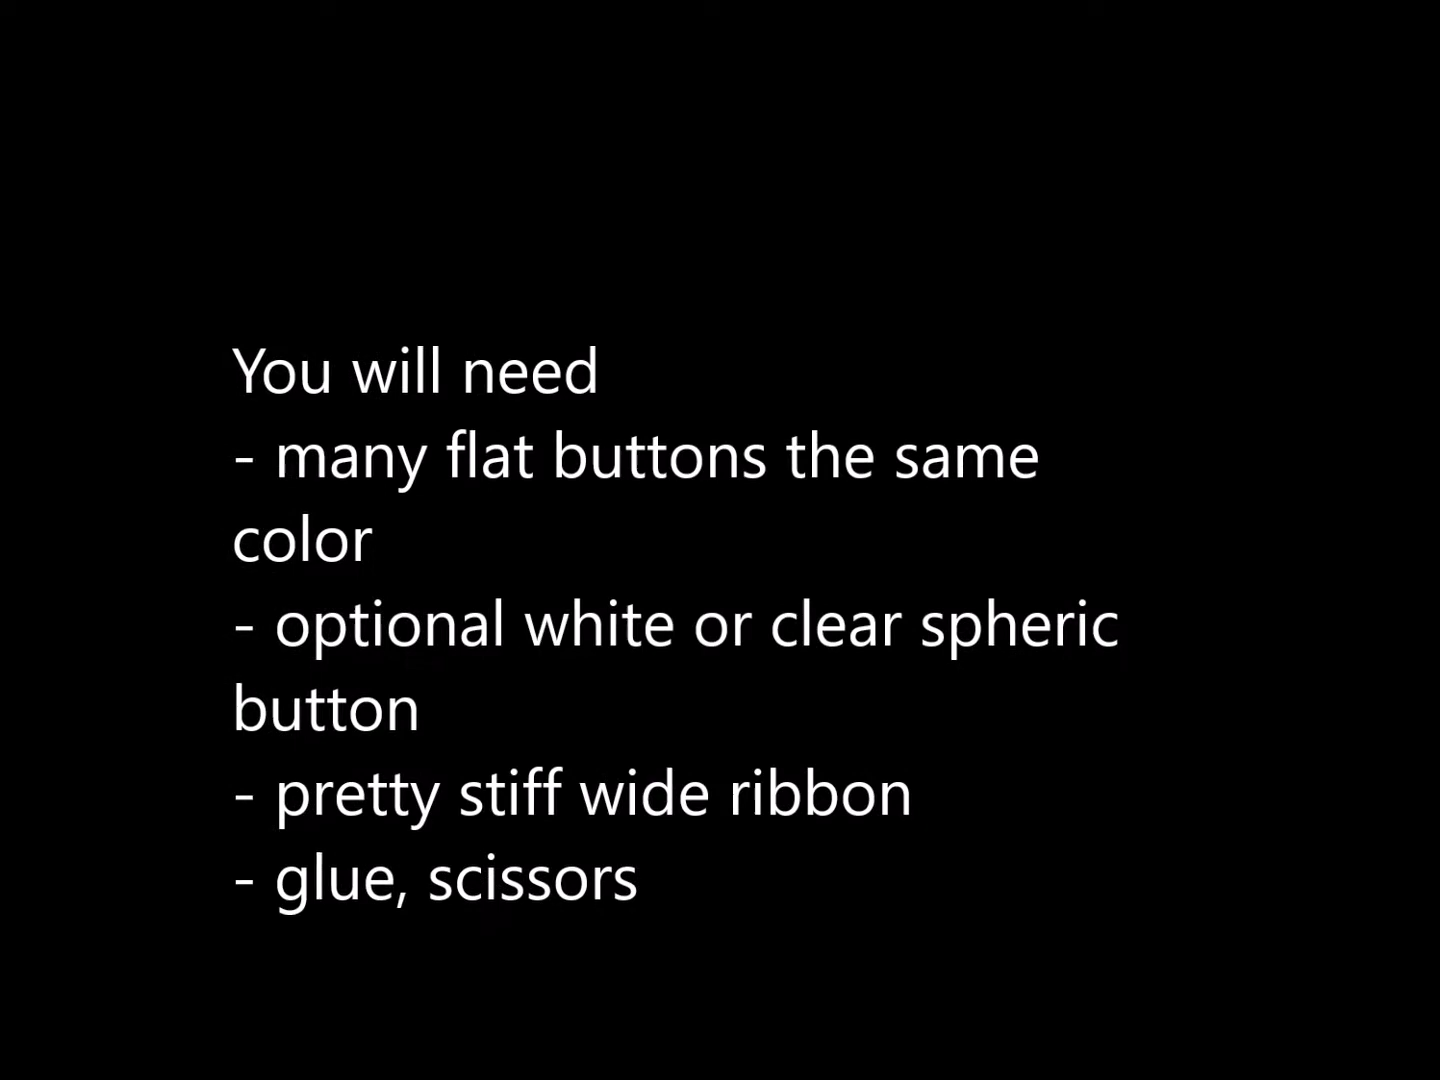 You will need
- many flat buttons the same
color
- optional white or clear spheric
button
- pretty stiff wide ribbon
- glue, scissors